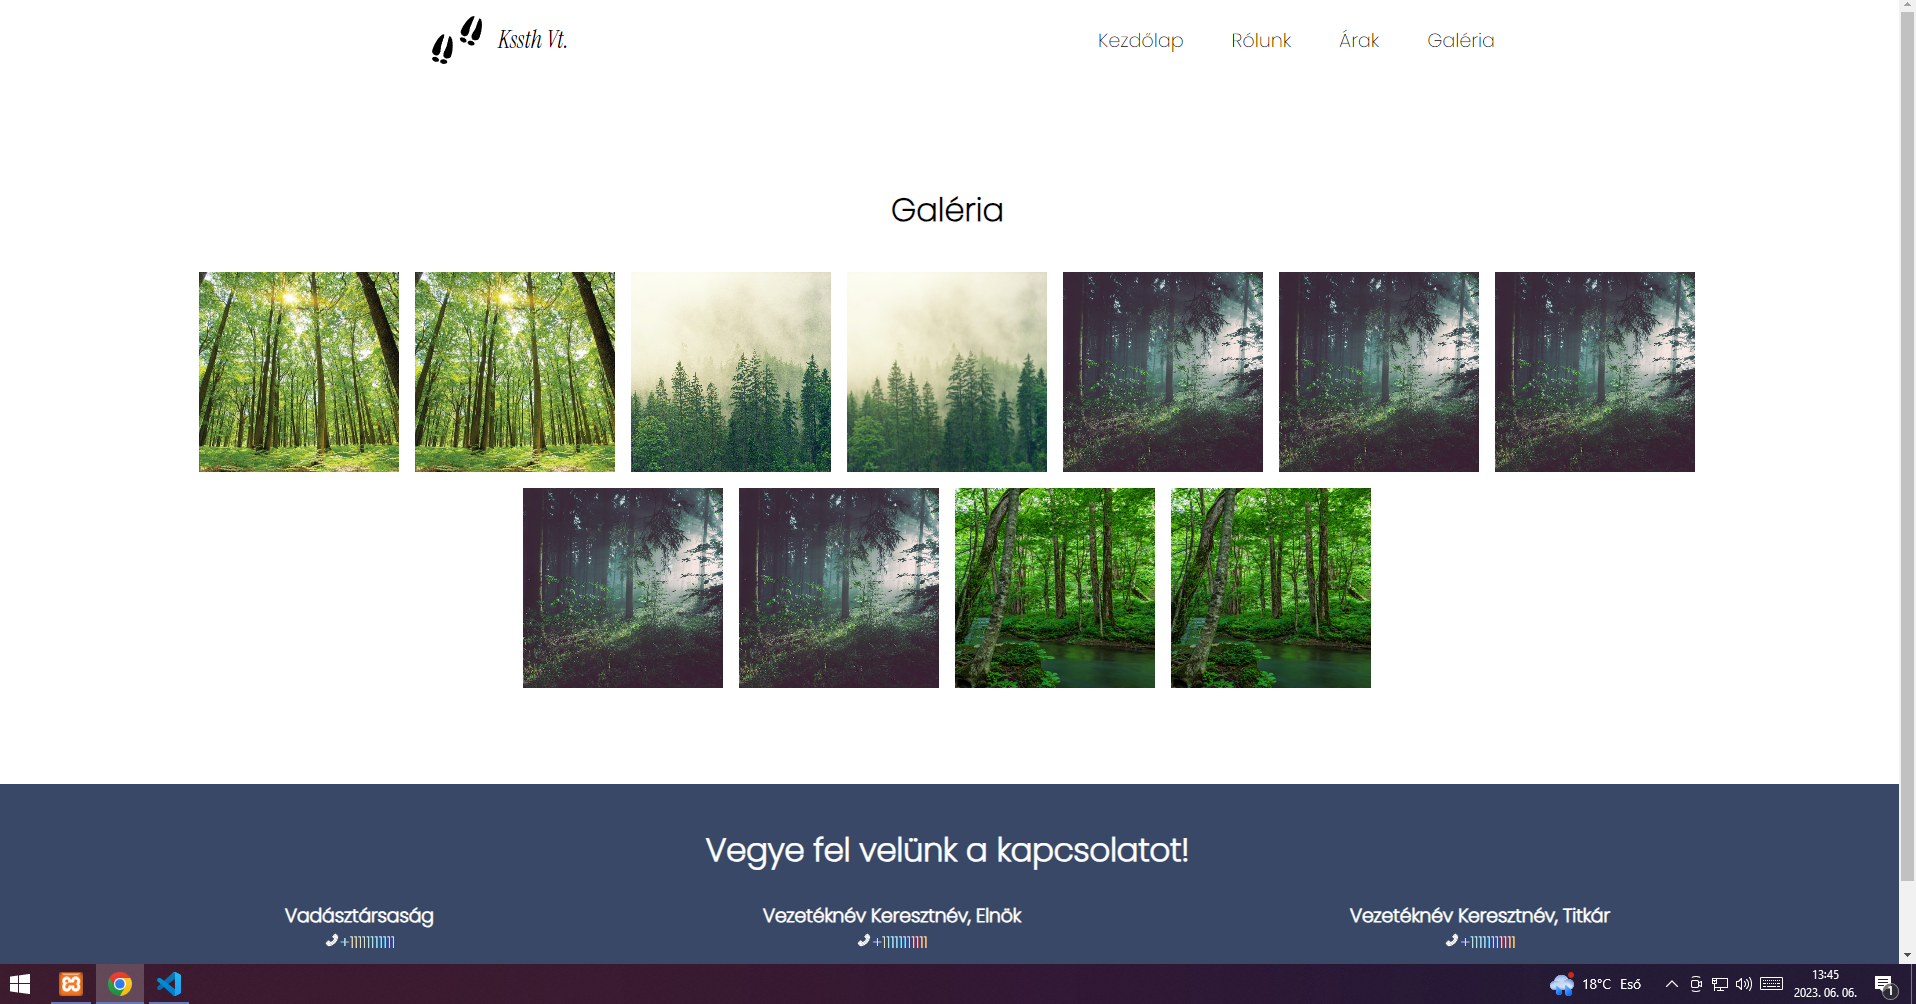 Kssth Vt.
Kezdőlap Rólunk Árak Galéria
Galéria
Vegye fel velünk a kapcsolatot!
Vadásztársaság
+11111111111
Vezetéknév Keresztnév, Elnök
+11111111111
Vezetéknév Keresztnév, Titkár
+11111111111
18°C Eső
13:45
2023. 06. 06.
1